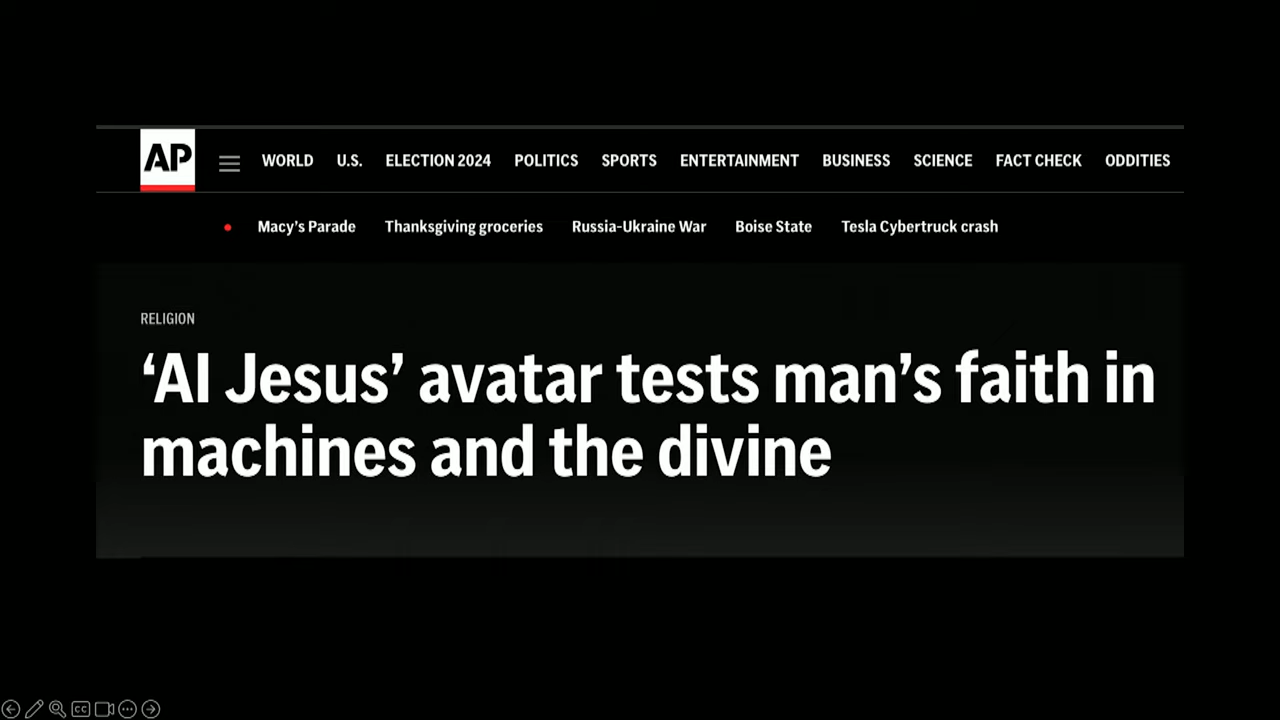 AP
WORLD U.S. ELECTION 2024 POLITICS SPORTS ENTERTAINMENT BUSINESS SCIENCE FACT CHECK ODDITIES
Macy's Parade Thanksgiving groceries Russia-Ukraine War Boise State Tesla Cybertruck crash
RELIGION
‘AI Jesus’ avatar tests man’s faith in
machines and the divine
CC